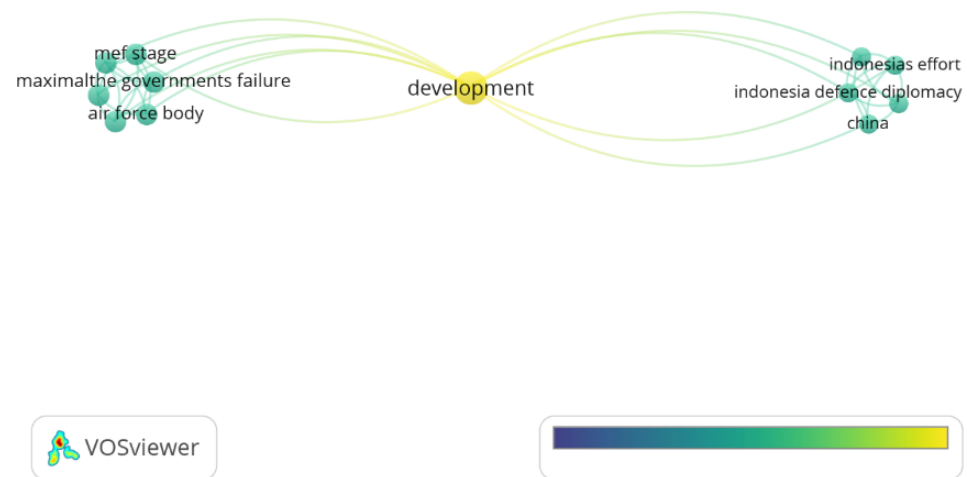 mef stage
maximalthe governments failure
air force body
development
indonesias effort
indonesia defence diplomacy
china
VOSviewer